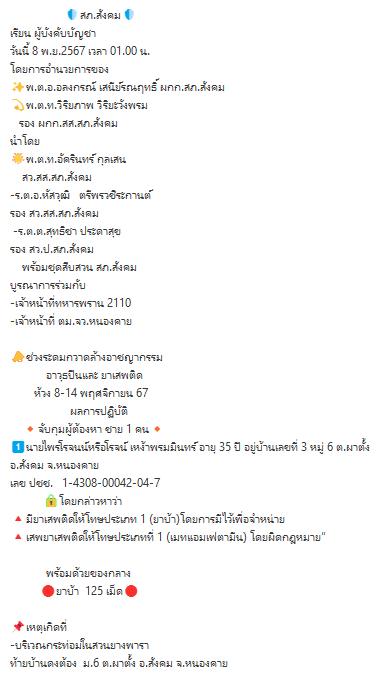 🛡️ สภ.สังคม 🛡️
เรียน ผู้บังคับบัญชา
วันนี้ 8 พ.ย.2567 เวลา 01.00 น.
โดยการอำนวยการของ
✨พ.ต.อ.อลงกรณ์ เสนีย์รณฤทธิ์ ผกก.สภ.สังคม
💫พ.ต.ท.วิริยภาพ วิริยะวังพรม
รอง ผกก.สส.สภ.สังคม
นำโดย
🌟พ.ต.ท.อัครินทร์ กุลเสน
สว.สส.สภ.สังคม
-ร.ต.อ.หัสวุฒิ ตรีพรวชิระกานต์
รอง สว.สส.สภ.สังคม
-ร.ต.ต.สุทธิชา ประดาสุข
รอง สว.ป.สภ.สังคม
พร้อมชุดสืบสวน สภ.สังคม
บูรณาการร่วมกับ
-เจ้าหน้าที่ทหารพราน 2110
-เจ้าหน้าที่ ตม.จว.หนองคาย
📣ช่วงระดมกวาดล้างอาชญากรรม
อาวุธปืนและ ยาเสพติด
ห้วง 8-14 พฤศจิกายน 67
ผลการปฏิบัติ
🔸จับกุมผู้ต้องหา ชาย 1 คน🔸
1️⃣นายไพรโรจนน์หรือโรจน์ เหง้าพรมมินทร์ อายุ 35 ปี อยู่บ้านเลขที่ 3 หมู่ 6 ต.ผาตั้ง
อ.สังคม จ.หนองคาย
เลข ปชช. 1-4308-00042-04-7
🔒โดยกล่าวหาว่า
🔺มียาเสพติดให้โทษประเภท 1 (ยาบ้า)โดยการมีไว้เพื่อจำหน่าย
🔺เสพยาเสพติดให้โทษประเภทที่ 1 (เมทแอมเฟตามีน) โดยผิดกฎหมาย”
พร้อมด้วยของกลาง
🔴ยาบ้า 125 เม็ด🔴
📌เหตุเกิดที่
-บริเวณกระท่อมในสวนยางพารา
ท้ายบ้านดงต้อง ม.6 ต.ผาตั้ง อ.สังคม จ.หนองคาย